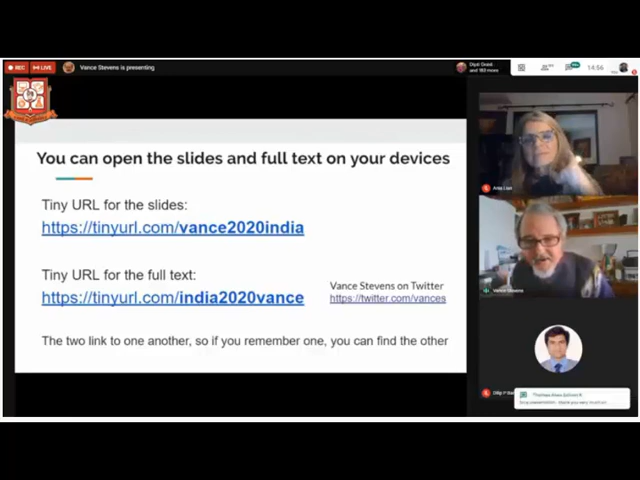 REC
LIVE
Vance Stevens is presenting
and 183 more
14:56
You can open the slides and full text on your devices
Tiny URL for the slides:
https://tinyurl.com/vance2020india
Tiny URL for the full text:
https://tinyurl.com/india2020vance
Vance Stevens on Twitter
https://twitter.com/vances
The two link to one another, so if you remember one, you can find the other
Vance Stevens